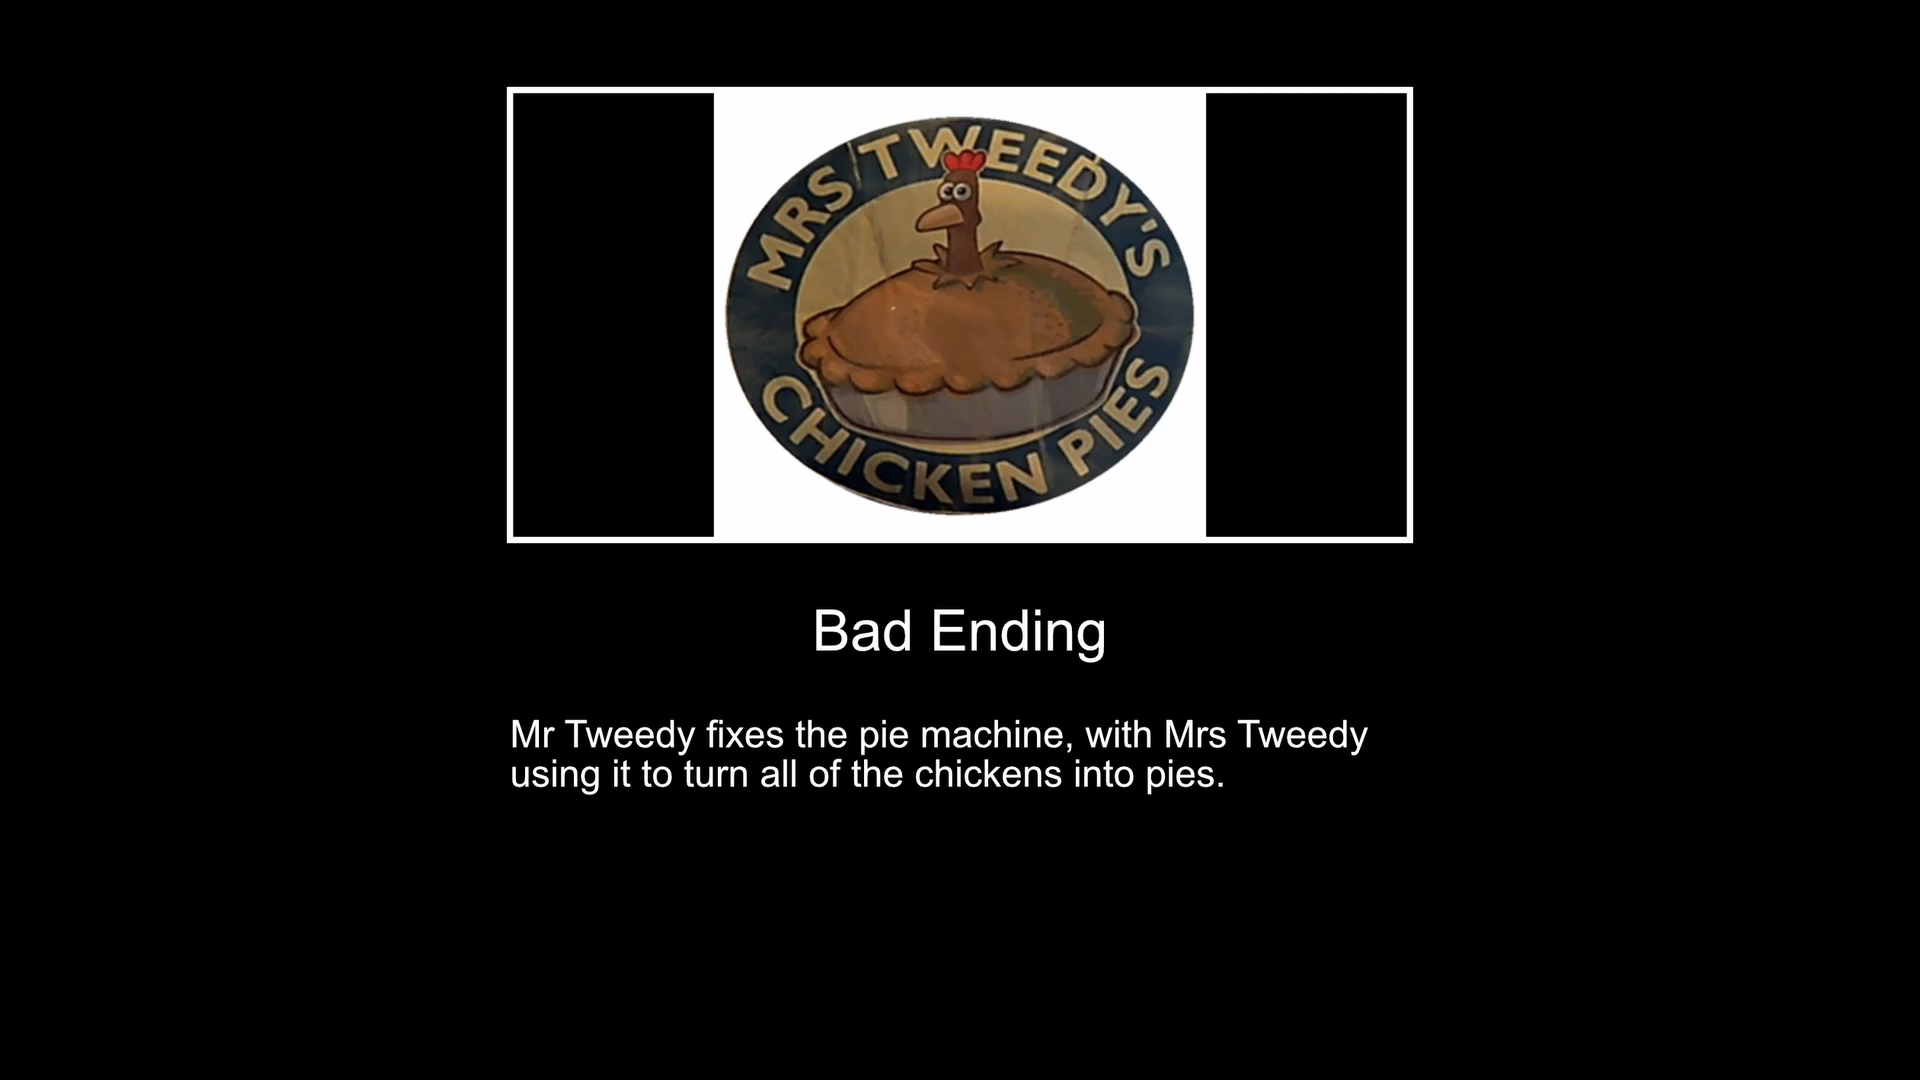 MRS TWEEDY'S
CHICKEN PIES
Bad Ending
Mr Tweedy fixes the pie machine, with Mrs Tweedy
using it to turn all of the chickens into pies.